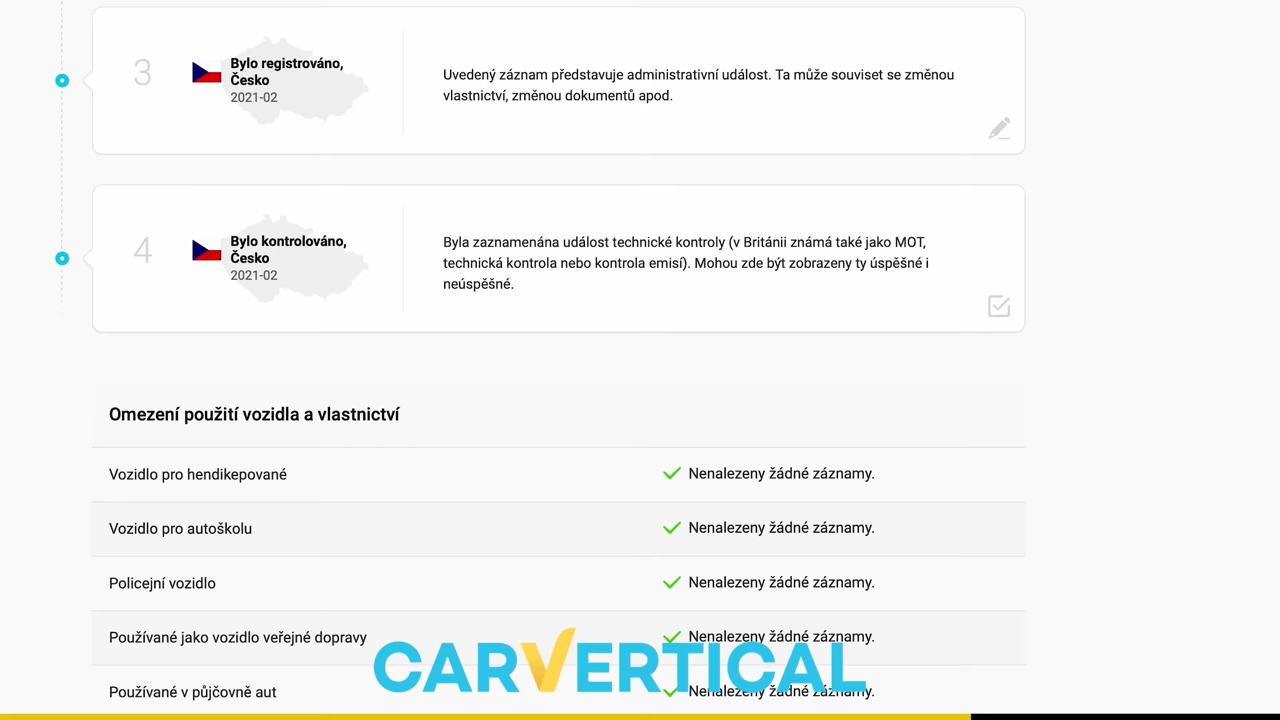 3
Bylo registrováno,
Česko
2021-02
Uvedený záznam představuje administrativní událost. Ta může souviset se změnou
vlastnictví, změnou dokumentů apod.
4
Bylo kontrolováno,
Česko
2021-02
Byla zaznamenána událost technické kontroly (v Británii známá také jako MOT,
technická kontrola nebo kontrola emisí). Mohou zde být zobrazeny ty úspěšné i
neúspěšné.
Omezení použití vozidla a vlastnictví
Vozidlo pro hendikepované Nenalezeny žádné záznamy.
Vozidlo pro autoškolu Nenalezeny žádné záznamy.
Policejní vozidlo Nenalezeny žádné záznamy.
Používané jako vozidlo veřejné dopravy Nenalezeny žádné záznamy.
CARVERTICAL
Používané v půjčovně aut Nenalezeny žádné záznamy.